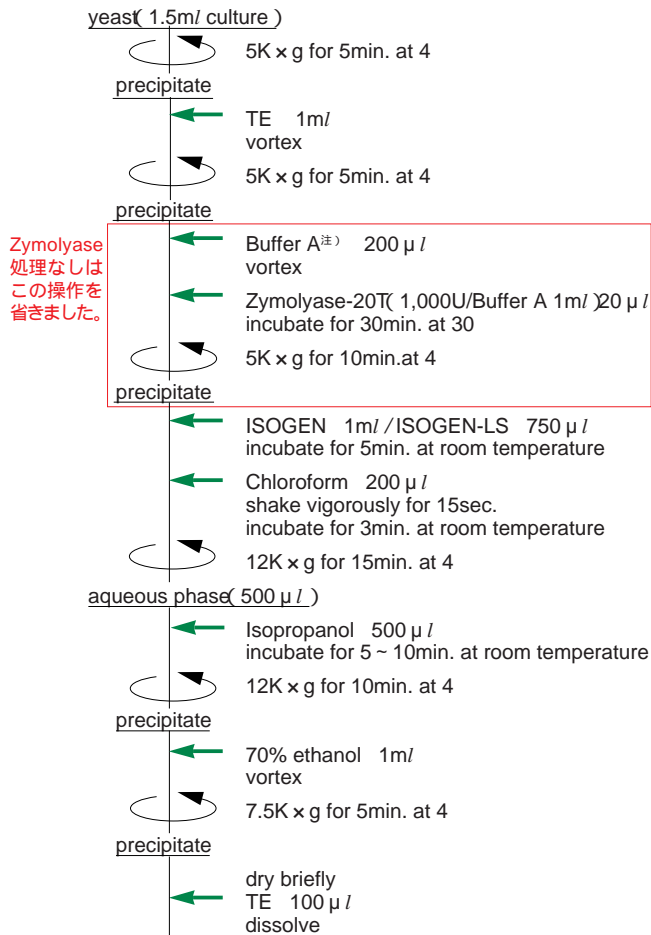 yeast( 1.5ml culture )
5K × g for 5min. at 4
precipitate
TE 1ml
vortex
5K × g for 5min. at 4
precipitate
Zymolyase
処理なしは
この操作を
省きました。
Buffer A注） 200 μ l
vortex
Zymolyase-20T( 1,000U/Buffer A 1ml )20 μ l
incubate for 30min. at 30
5K × g for 10min.at 4
precipitate
ISOGEN 1ml / ISOGEN-LS 750 μ l
incubate for 5min. at room temperature
Chloroform 200 μ l
shake vigorously for 15sec.
incubate for 3min. at room temperature
12K × g for 15min. at 4
aqueous phase( 500 μ l )
Isopropanol 500 μ l
incubate for 5 ~ 10min. at room temperature
12K × g for 10min. at 4
precipitate
70% ethanol 1ml
vortex
7.5K × g for 5min. at 4
precipitate
dry briefly
TE 100 μ l
dissolve